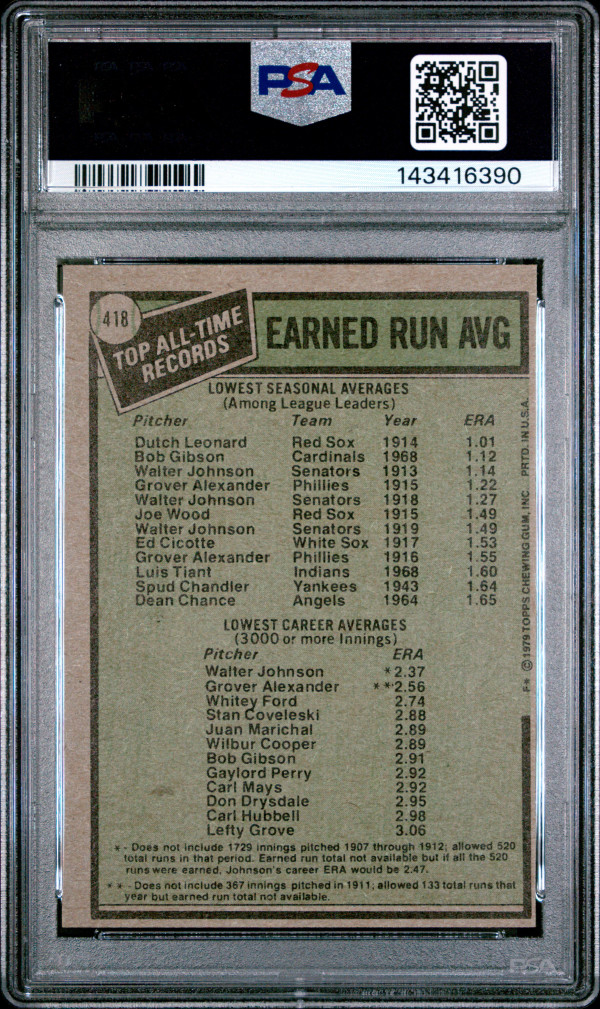 PSA
143416390
418
TOP ALL-TIME
RECORDS
EARNED RUN AVG
LOWEST SEASONAL AVERAGES
(Among League Leaders)
Pitcher Team Year ERA
Dutch Leonard Red Sox 1914 1.01
Bob Gibson Cardinals 1968 1.12
Walter Johnson Senators 1913 1.14
Grover Alexander Phillies 1915 1.22
Walter Johnson Senators 1918 1.27
Joe Wood Red Sox 1915 1.49
Walter Johnson Senators 1919 1.49
Ed Cicotte White Sox 1917 1.53
Grover Alexander Phillies 1916 1.55
Luis Tiant Indians 1968 1.60
Spud Chandler Yankees 1943 1.64
Dean Chance Angels 1964 1.65
LOWEST CAREER AVERAGES
(3000 or more Innings)
Pitcher ERA
Walter Johnson *2.37
Grover Alexander **2.56
Whitey Ford 2.74
Stan Coveleski 2.88
Juan Marichal 2.89
Wilbur Cooper 2.89
Bob Gibson 2.91
Gaylord Perry 2.92
Carl Mays 2.92
Don Drysdale 2.95
Carl Hubbell 2.98
Lefty Grove 3.06
* - Does not include 1729 innings pitched 1907 through 1912; allowed 520
total runs in that period. Earned run total not available but if all the 520
runs were earned, Johnson's career ERA would be 2.47.
* * - Does not include 367 innings pitched in 1911; allowed 133 total runs that
year but earned run total not available.
F* © 1979 TOPPS CHEWING GUM, INC. PRTD. IN U.S.A.
PSA